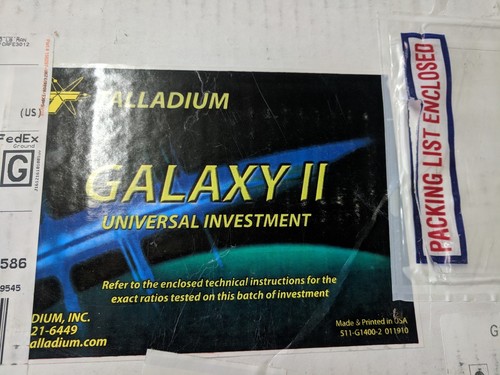 (US)
FedEx
Ground
G
586
9545
PALLADIUM
GALAXY II
UNIVERSAL INVESTMENT
Refer to the enclosed technical instructions for the
exact ratios tested on this batch of investment
DIUM, INC.
21-6449
alladium.com
Made & Printed in USA
511-G1400-2 011910
PACKING LIST ENCLOSED
G